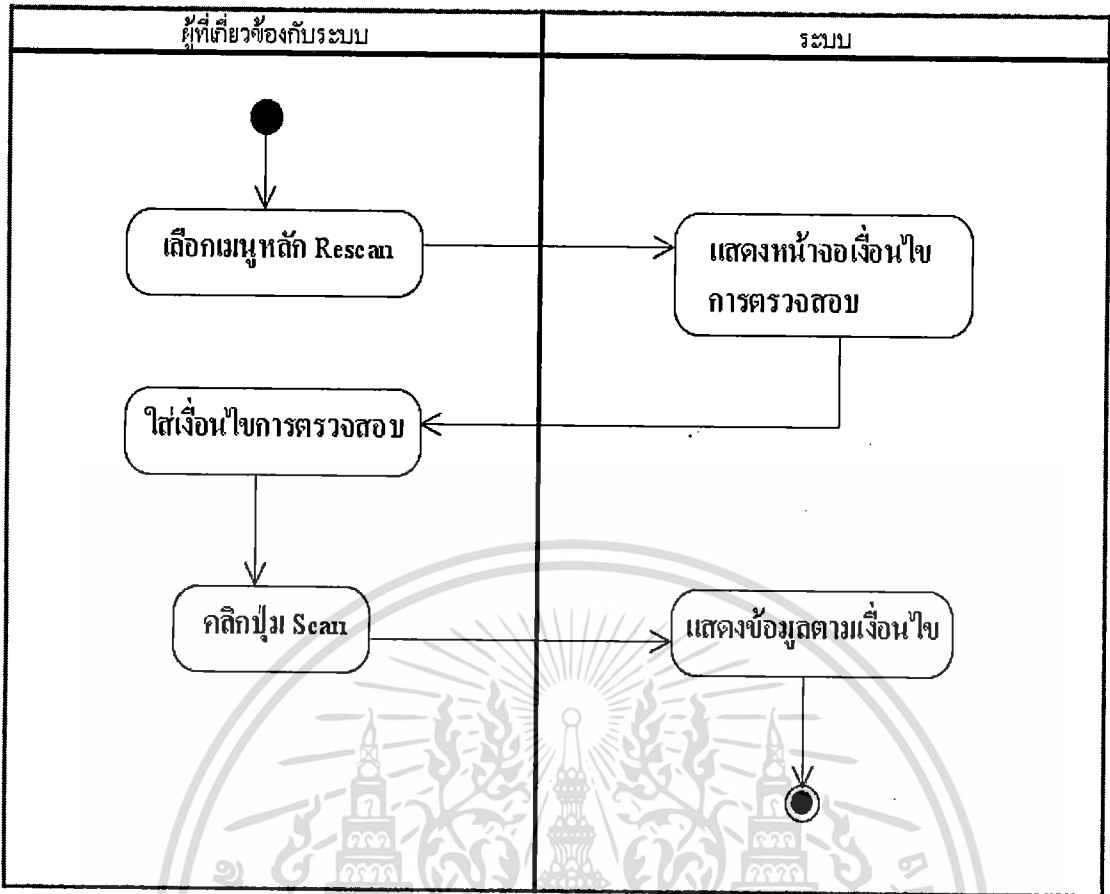 ผู้ที่เกี่ยวข้องกับระบบ
ระบบ
เลือกเมนูหลัก Rescan
แสดงหน้าจอเงื่อนไข
การตรวจสอบ
ใส่เงื่อนไขการตรวจสอบ
คลิกปุ่ม Scan
แสดงข้อมูลตามเงื่อนไข